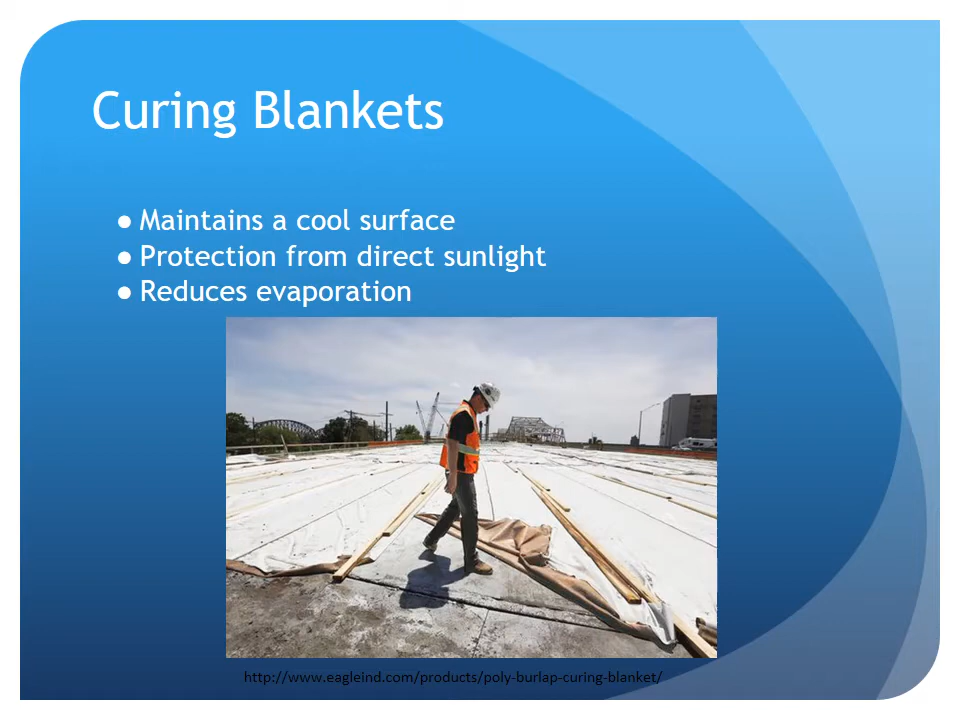 Curing Blankets
● Maintains a cool surface
● Protection from direct sunlight
● Reduces evaporation
http://www.eagleind.com/products/poly-burlap-curing-blanket/